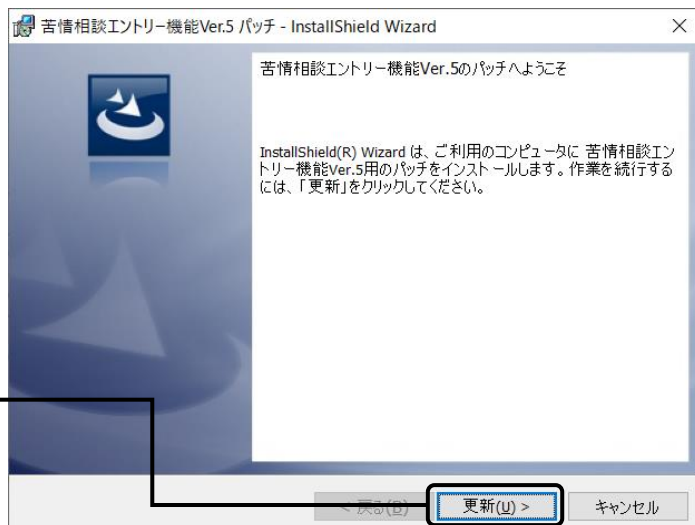 苦情相談エントリー機能Ver.5 パッチ - InstallShield Wizard
苦情相談エントリー機能Ver.5のパッチへようこそ
InstallShield(R) Wizard は、ご利用のコンピュータに 苦情相談エン
トリー機能Ver.5用のパッチをインストールします。作業を続行する
には、「更新」をクリックしてください。
< 戻る(B)
更新(U) >
キャンセル